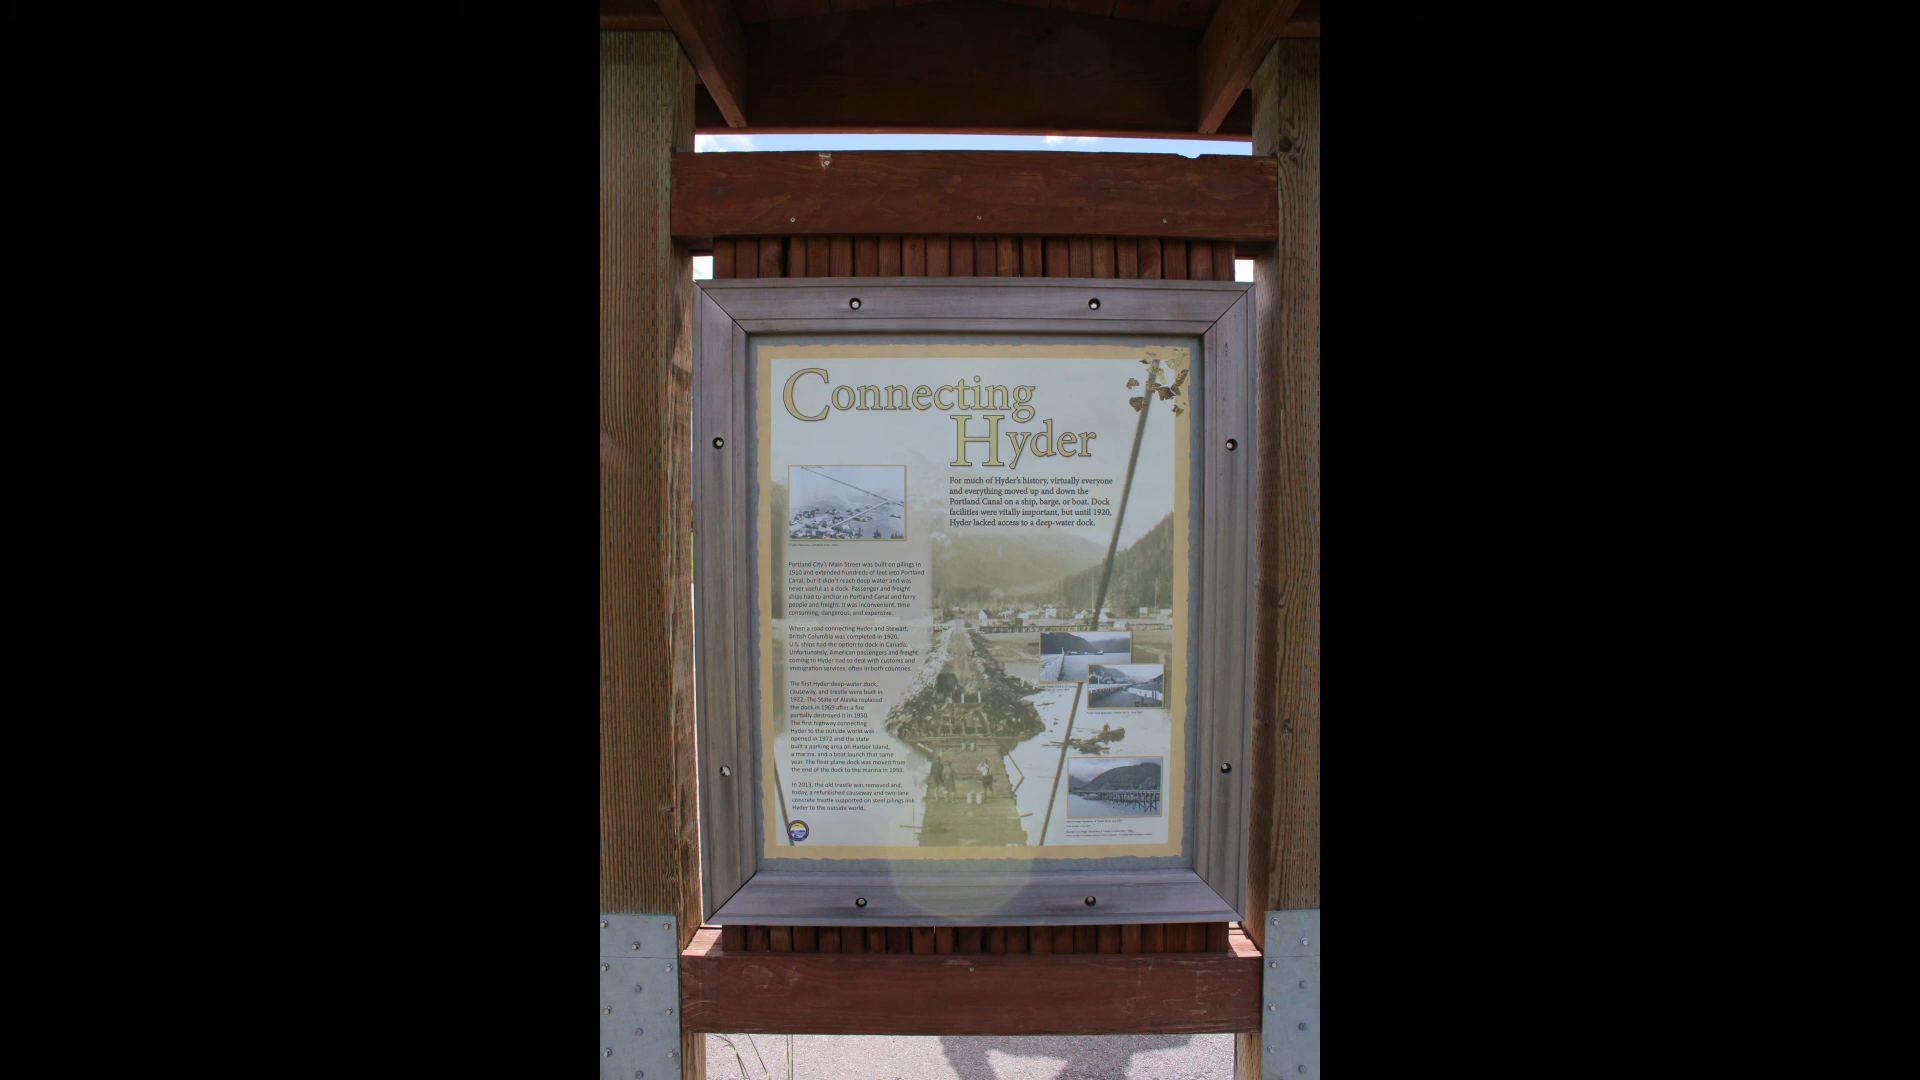 Connecting
Hyder
For much of Hyder's history, virtually everyone
and everything moved up and down the
Portland Canal on a ship, barge, or boat. Dock
facilities were vitally important, but until 1920,
Hyder lacked access to a deep-water dock.
Portland City's Main Street was built on pilings in
1910 and extended hundreds of feet into Portland
Canal, but it didn't reach deep water and was
never useful as a dock. Passenger and freight
ships had to anchor in Portland Canal and ferry
people and freight. It was inconvenient, time
consuming, dangerous, and expensive.
When a road connecting Hyder and Stewart,
British Columbia was completed in 1920,
U.S. ships had the option to dock in Canada.
Unfortunately, American passengers and freight
coming to Hyder had to deal with customs and
immigration services, often in both countries.
The first Hyder deep-water dock,
causeway, and trestle were built in
1922. The State of Alaska replaced
the dock in 1969 after a fire
partially destroyed it in 1950.
The first highway connecting
Hyder to the outside world was
opened in 1972 and the state
built a parking area on Harbor Island,
a marina, and a boat launch that same
year. The float plane dock was moved from
the end of the dock to the marina in 1993.
In 2013, the old trestle was removed and,
today, a refurbished causeway and two-lane
concrete trestle supported on steel pilings link
Hyder to the outside world.